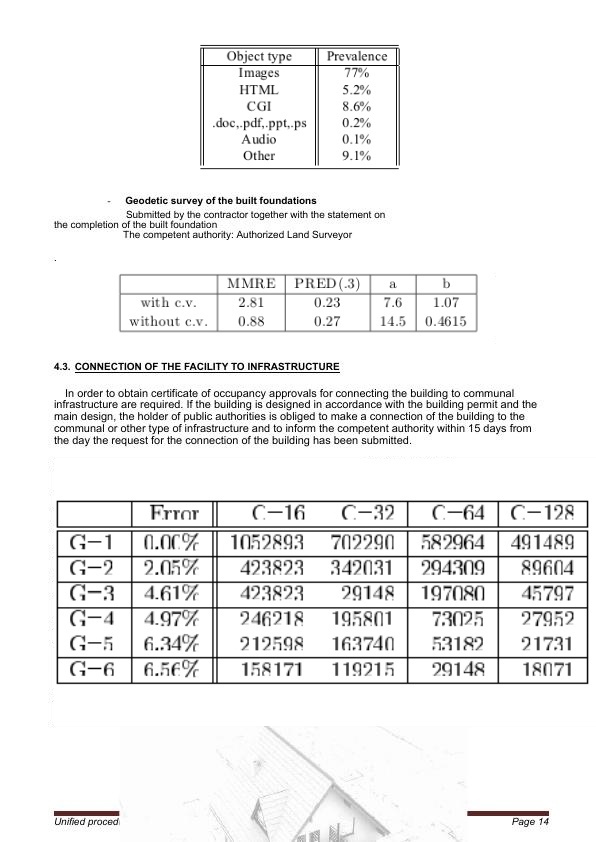 Object type Prevalence
Images 77%
HTML 5.2%
CGI 8.6%
.doc,.pdf,.ppt,.ps 0.2%
Audio 0.1%
Other 9.1%
- Geodetic survey of the built foundations
Submitted by the contractor together with the statement on
the completion of the built foundation
The competent authority: Authorized Land Surveyor
.
MMRE PRED(.3) a b
with c.v. 2.81 0.23 7.6 1.07
without c.v. 0.88 0.27 14.5 0.4615
4.3. CONNECTION OF THE FACILITY TO INFRASTRUCTURE
In order to obtain certificate of occupancy approvals for connecting the building to communal
infrastructure are required. If the building is designed in accordance with the building permit and the
main design, the holder of public authorities is obliged to make a connection of the building to the
communal or other type of infrastructure and to inform the competent authority within 15 days from
the day the request for the connection of the building has been submitted.
Error C-16 C-32 C-64 C-128
G-1 0.00% 1052893 702290 582964 491489
G-2 2.05% 423823 342031 294309 89604
G-3 4.61% 423823 29148 197080 45797
G-4 4.97% 246218 195801 73025 27952
G-5 6.34% 212598 163740 53182 21731
G-6 6.56% 158171 119215 29148 18071
Unified proced Page 14